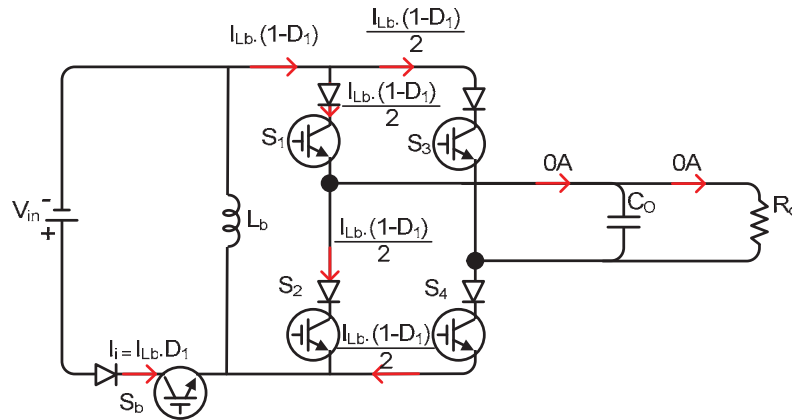 I_Lb.(1-D_1)
I_Lb.(1-D_1)
2
I_Lb.(1-D_1)
2
S_1
S_3
0A
0A
V_in
-
+
L_b
C_O
I_Lb.(1-D_1)
2
S_2
S_4
I_i=I_Lb.D_1
I_Lb.(1-D_1)
2
S_b